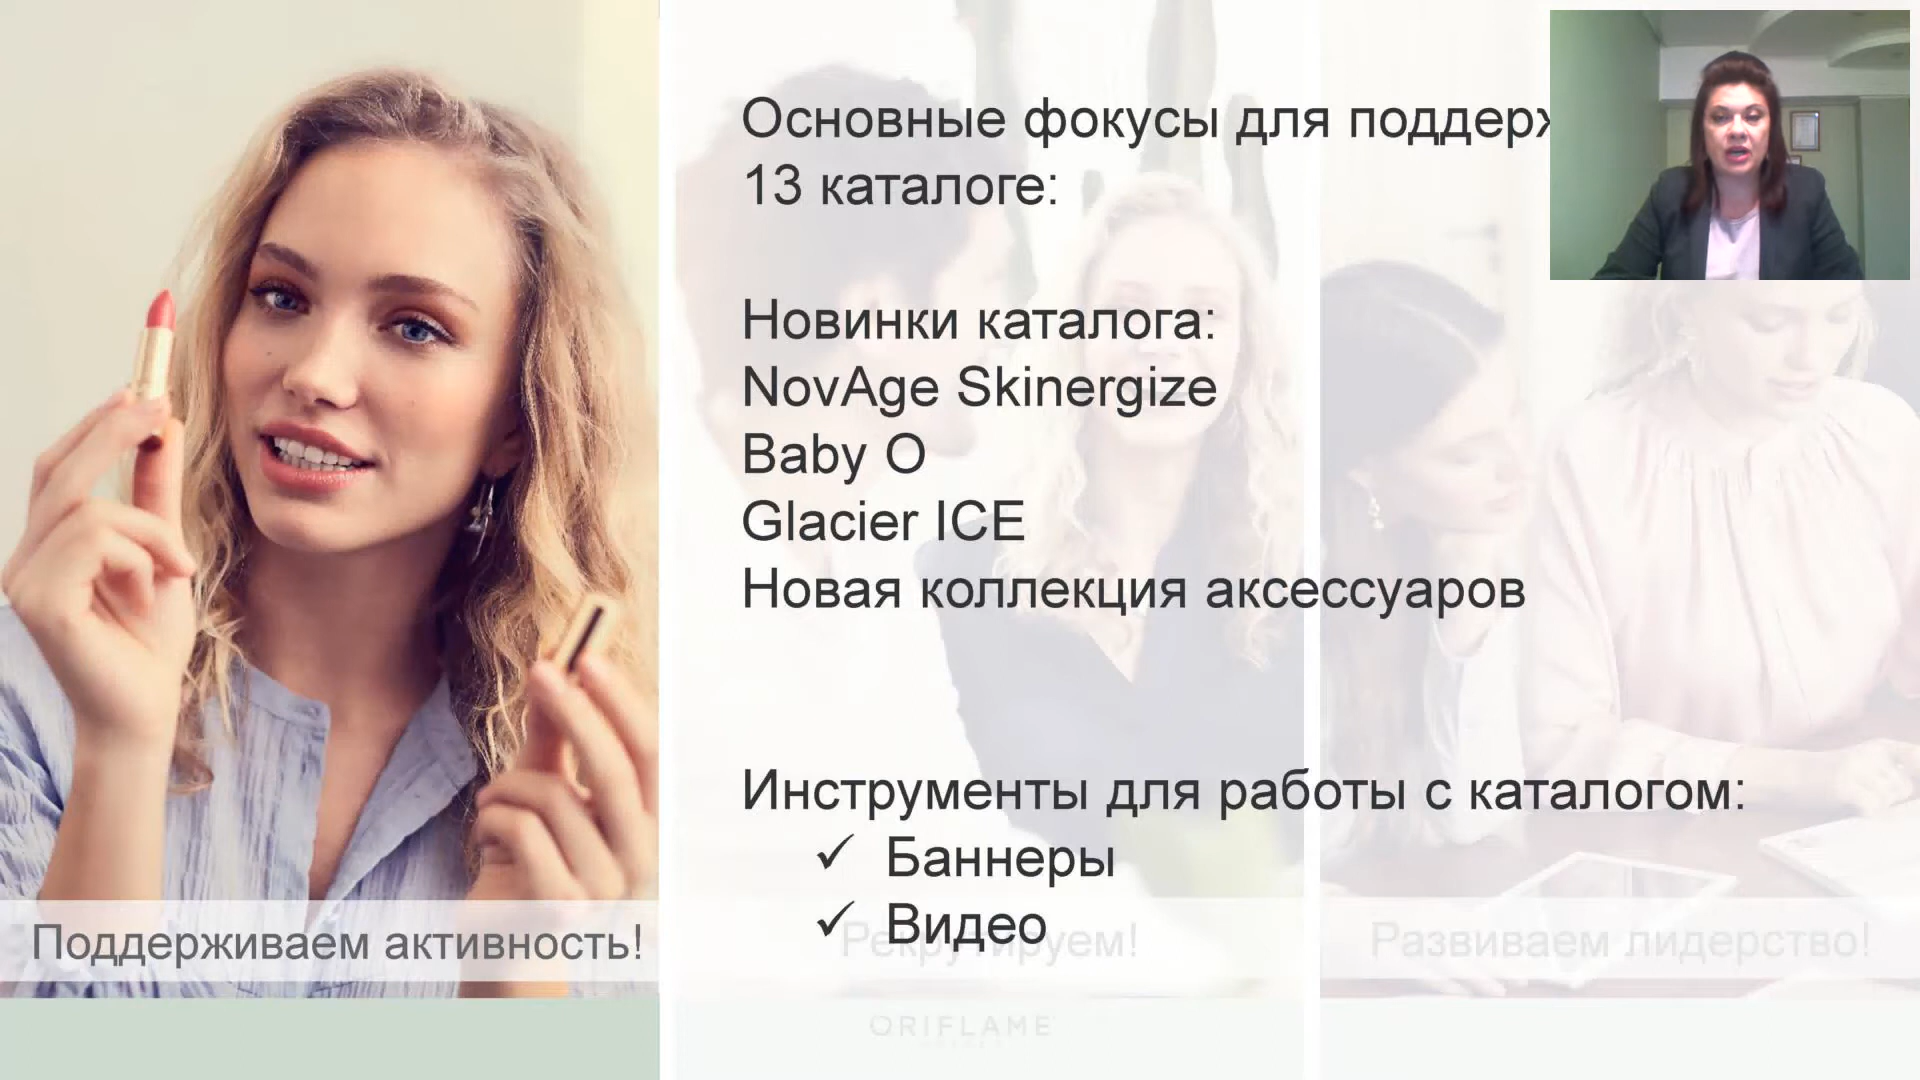 Основные фокусы для поддерж
13 каталоге:
Новинки каталога:
NovAge Skinergize
Baby O
Glacier ICE
Новая коллекция аксессуаров
Инструменты для работы с каталогом:
✓ Баннеры
✓ Видео
Поддерживаем активность!
Рекрутируем!
Развиваем лидерство!
ORIFLAME